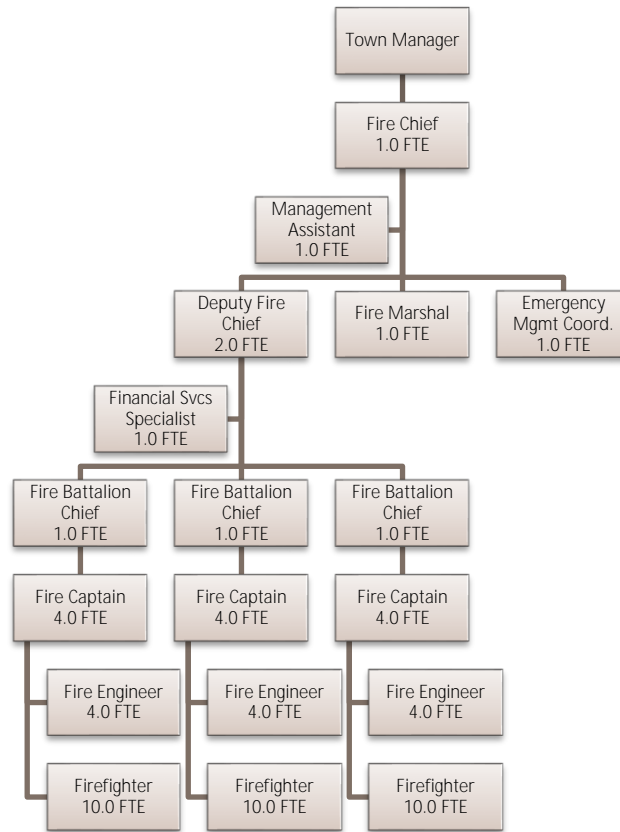 Town Manager
Fire Chief
1.0 FTE
Management
Assistant
1.0 FTE
Deputy Fire
Chief
2.0 FTE
Fire Marshal
1.0 FTE
Emergency
Mgmt Coord.
1.0 FTE
Financial Svcs
Specialist
1.0 FTE
Fire Battalion
Chief
1.0 FTE
Fire Battalion
Chief
1.0 FTE
Fire Battalion
Chief
1.0 FTE
Fire Captain
4.0 FTE
Fire Captain
4.0 FTE
Fire Captain
4.0 FTE
Fire Engineer
4.0 FTE
Fire Engineer
4.0 FTE
Fire Engineer
4.0 FTE
Firefighter
10.0 FTE
Firefighter
10.0 FTE
Firefighter
10.0 FTE